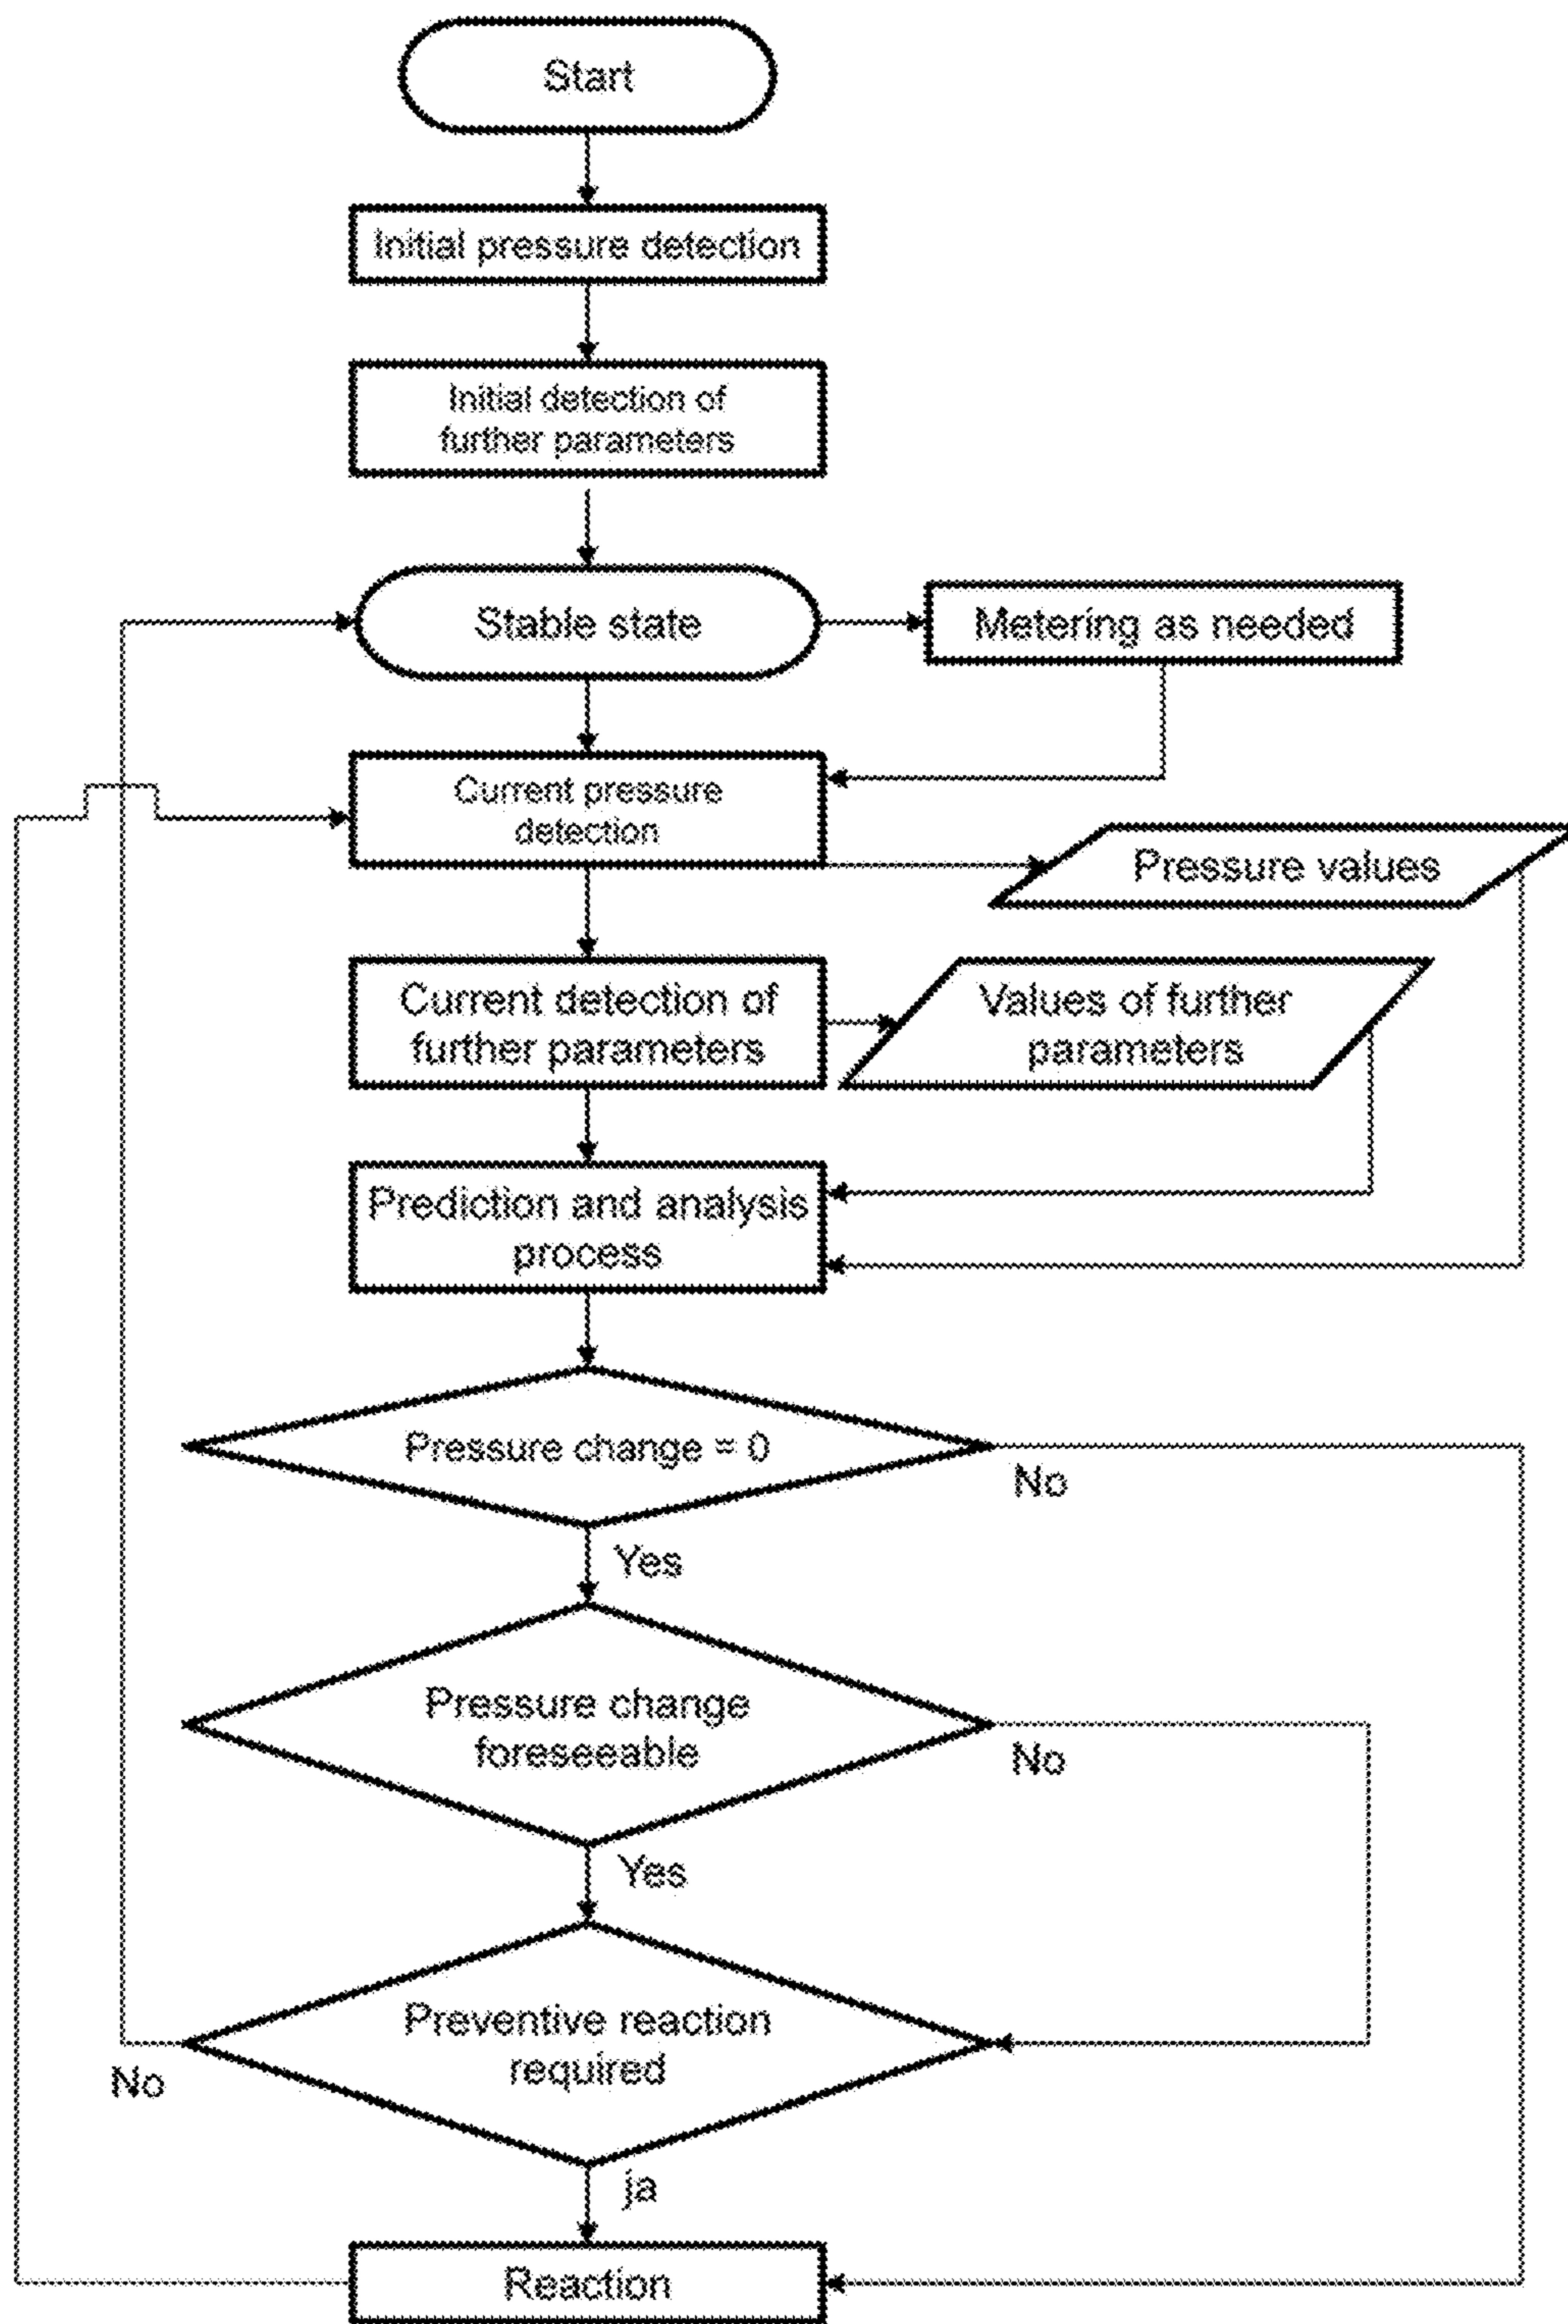 Start
Initial pressure detection
Initial detection of
further parameters
Stable state
Metering as needed
Current pressure
detection
Pressure values
Current detection of
further parameters
Values of further
parameters
Prediction and analysis
process
Pressure change = 0
No
Yes
Pressure change
foreseeable
No
Yes
Preventive reaction
required
No
ja
Reaction